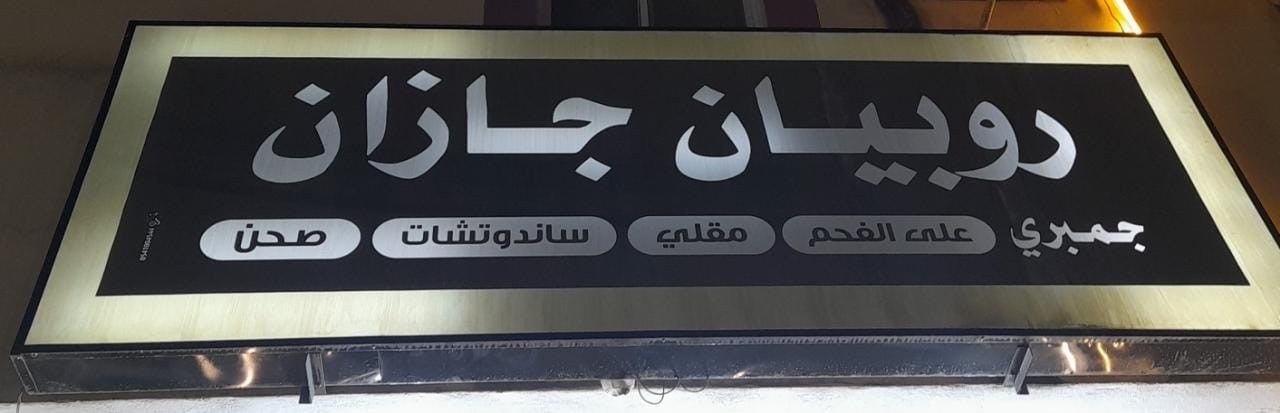 روبيان جازان
جمبري على الفحم مقلي ساندوتشات صحن